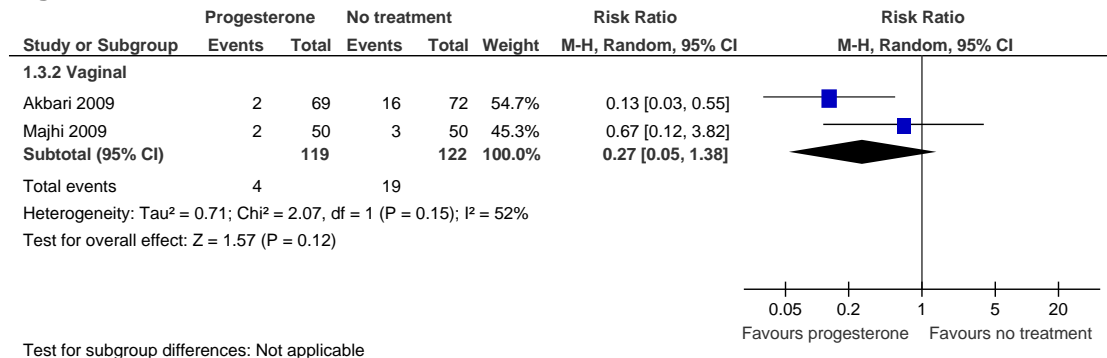 Progesterone No treatment Risk Ratio Risk Ratio
Study or Subgroup Events Total Events Total Weight M-H, Random, 95% CI M-H, Random, 95% CI
1.3.2 Vaginal
Akbari 2009 2 69 16 72 54.7% 0.13 [0.03, 0.55]
Majhi 2009 2 50 3 50 45.3% 0.67 [0.12, 3.82]
Subtotal (95% CI) 119 122 100.0% 0.27 [0.05, 1.38]
Total events 4 19
Heterogeneity: Tau² = 0.71; Chi² = 2.07, df = 1 (P = 0.15); I² = 52%
Test for overall effect: Z = 1.57 (P = 0.12)
0.05 0.2 1 5 20
Favours progesterone Favours no treatment
Test for subgroup differences: Not applicable